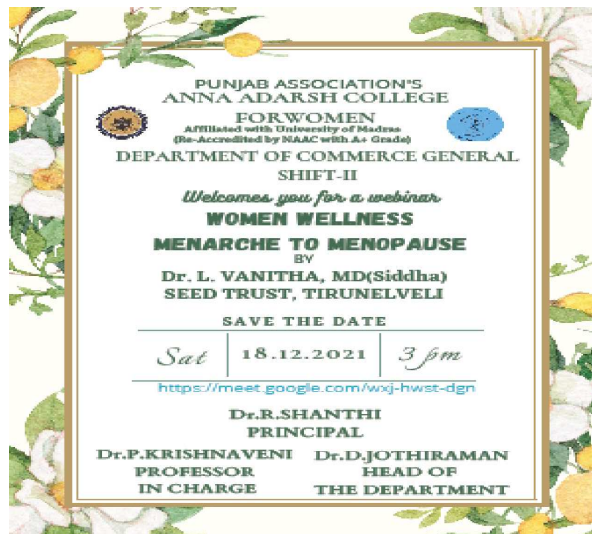 PUNJAB ASSOCIATION'S
ANNA ADARSH COLLEGE
FORWOMEN
Affiliated with University of Madras
(Re-Accredited by NAAC with A+ Grade)
DEPARTMENT OF COMMERCE GENERAL
SHIFT-II
Welcomes you for a webinar
WOMEN WELLNESS
MENARCHE TO MENOPAUSE
BY
Dr. L. VANITHA, MD(Siddha)
SEED TRUST, TIRUNELVELI
SAVE THE DATE
Sat 18.12.2021 3 pm
https://meet.google.com/wxj-hwst-dgn
Dr.R.SHANTHI
PRINCIPAL
Dr.P.KRISHNAVENI Dr.D.JOTHIRAMAN
PROFESSOR HEAD OF
IN CHARGE THE DEPARTMENT